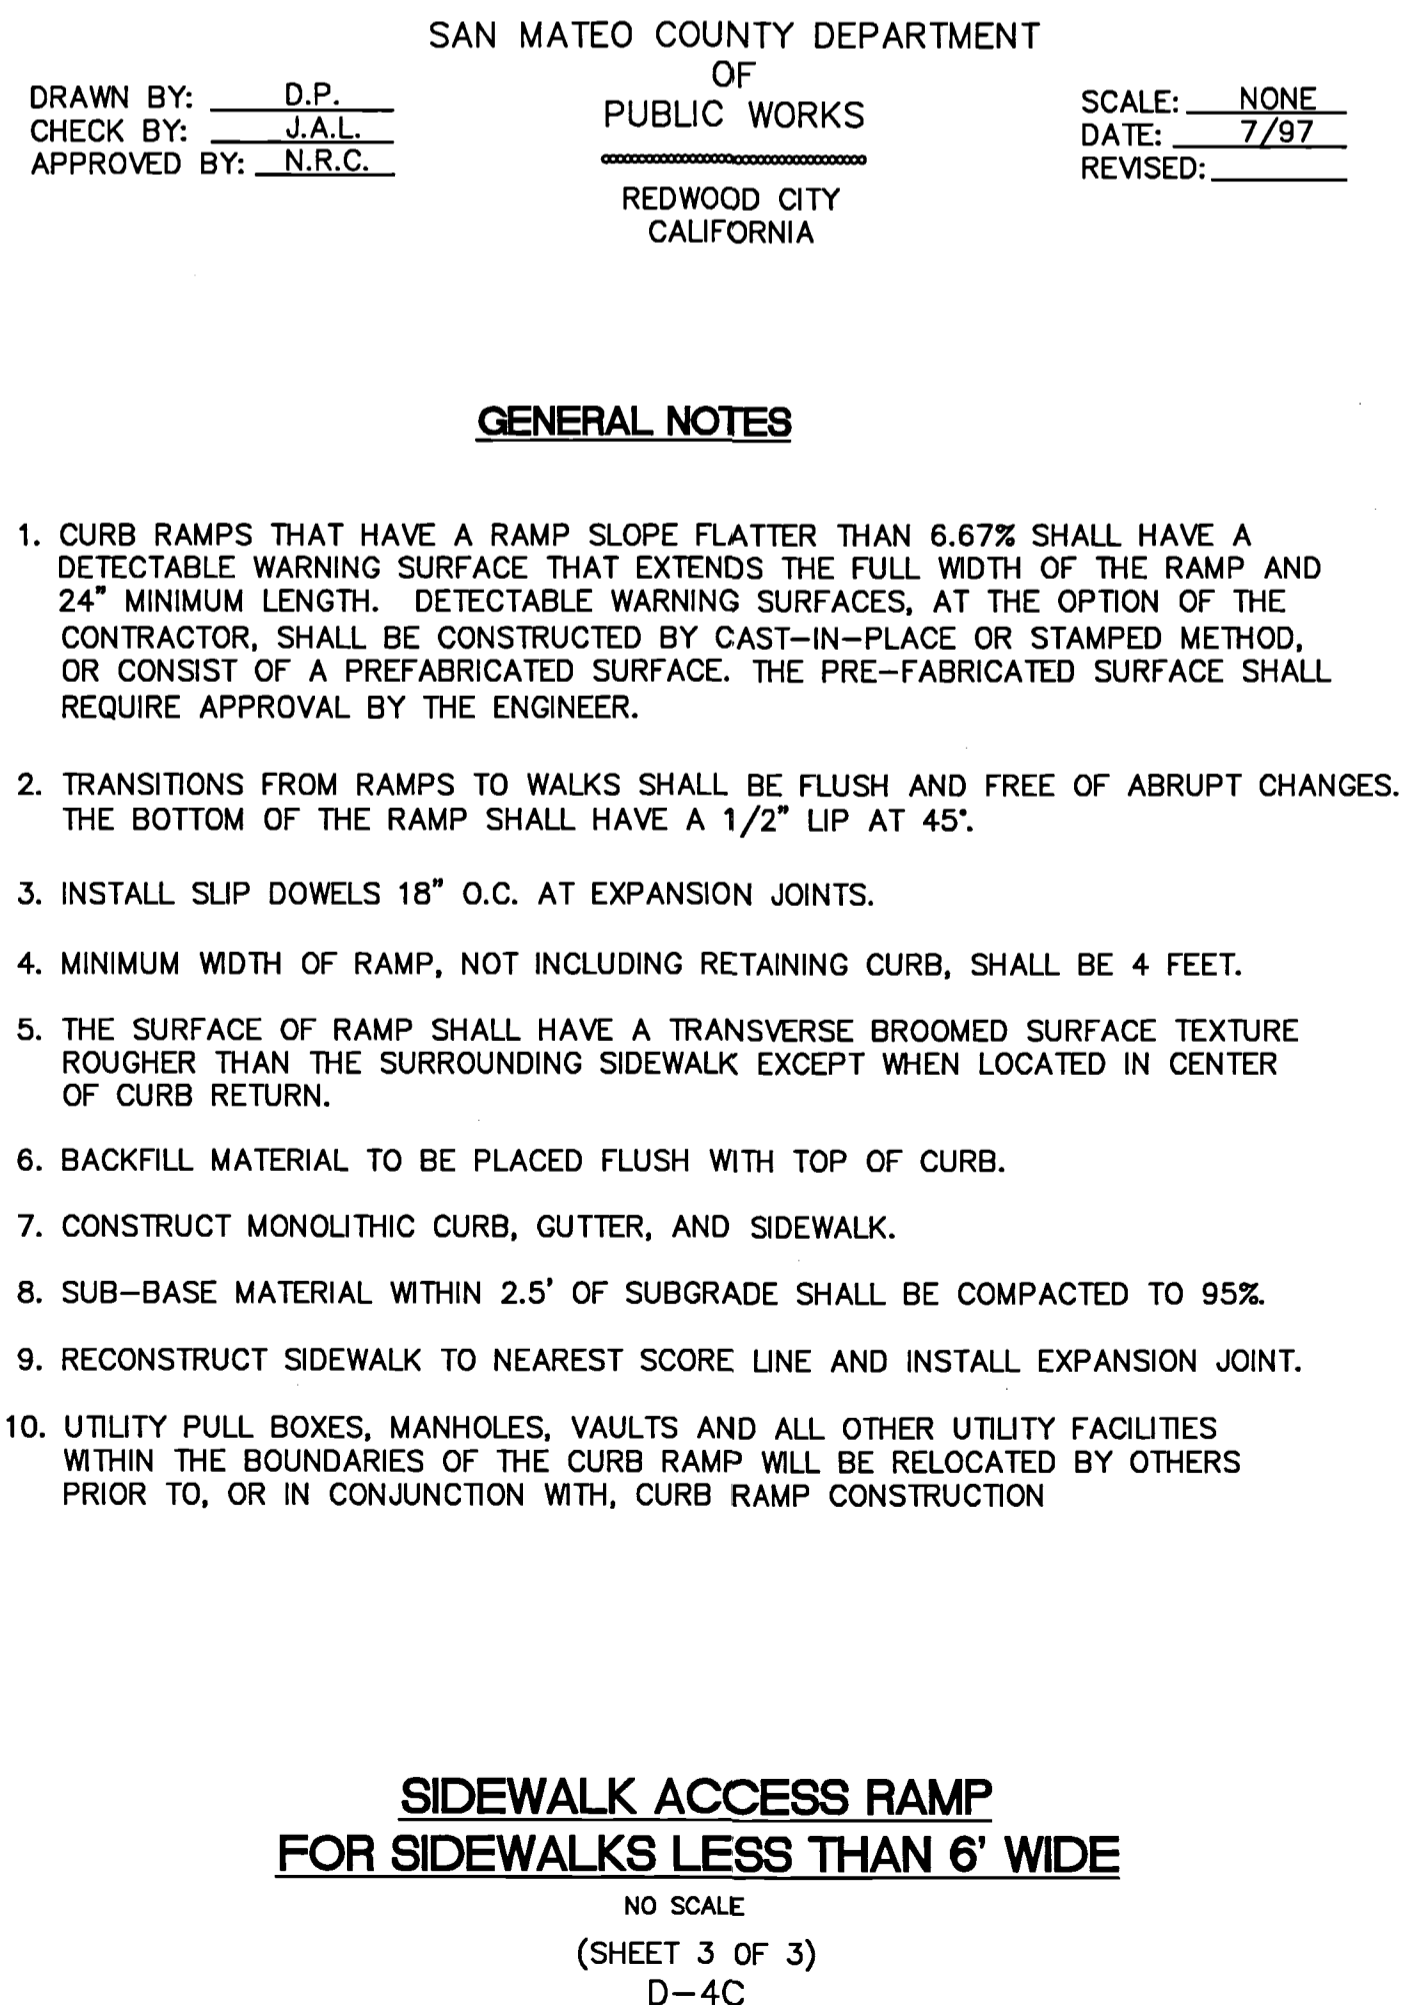 SAN MATEO COUNTY DEPARTMENT
OF
PUBLIC WORKS
REDWOOD CITY
CALIFORNIA
DRAWN BY: D.P.
CHECK BY: J.A.L.
APPROVED BY: N.R.C.
SCALE: NONE
DATE: 7/97
REVISED:
GENERAL NOTES
1. CURB RAMPS THAT HAVE A RAMP SLOPE FLATTER THAN 6.67% SHALL HAVE A
DETECTABLE WARNING SURFACE THAT EXTENDS THE FULL WIDTH OF THE RAMP AND
24" MINIMUM LENGTH. DETECTABLE WARNING SURFACES, AT THE OPTION OF THE
CONTRACTOR, SHALL BE CONSTRUCTED BY CAST-IN-PLACE OR STAMPED METHOD,
OR CONSIST OF A PREFABRICATED SURFACE. THE PRE-FABRICATED SURFACE SHALL
REQUIRE APPROVAL BY THE ENGINEER.
2. TRANSITIONS FROM RAMPS TO WALKS SHALL BE FLUSH AND FREE OF ABRUPT CHANGES.
THE BOTTOM OF THE RAMP SHALL HAVE A 1/2" LIP AT 45°.
3. INSTALL SLIP DOWELS 18" O.C. AT EXPANSION JOINTS.
4. MINIMUM WIDTH OF RAMP, NOT INCLUDING RETAINING CURB, SHALL BE 4 FEET.
5. THE SURFACE OF RAMP SHALL HAVE A TRANSVERSE BROOMED SURFACE TEXTURE
ROUGHER THAN THE SURROUNDING SIDEWALK EXCEPT WHEN LOCATED IN CENTER
OF CURB RETURN.
6. BACKFILL MATERIAL TO BE PLACED FLUSH WITH TOP OF CURB.
7. CONSTRUCT MONOLITHIC CURB, GUTTER, AND SIDEWALK.
8. SUB-BASE MATERIAL WITHIN 2.5' OF SUBGRADE SHALL BE COMPACTED TO 95%.
9. RECONSTRUCT SIDEWALK TO NEAREST SCORE LINE AND INSTALL EXPANSION JOINT.
10. UTILITY PULL BOXES, MANHOLES, VAULTS AND ALL OTHER UTILITY FACILITIES
WITHIN THE BOUNDARIES OF THE CURB RAMP WILL BE RELOCATED BY OTHERS
PRIOR TO, OR IN CONJUNCTION WITH, CURB RAMP CONSTRUCTION
SIDEWALK ACCESS RAMP
FOR SIDEWALKS LESS THAN 6' WIDE
NO SCALE
(SHEET 3 OF 3)
D-4C